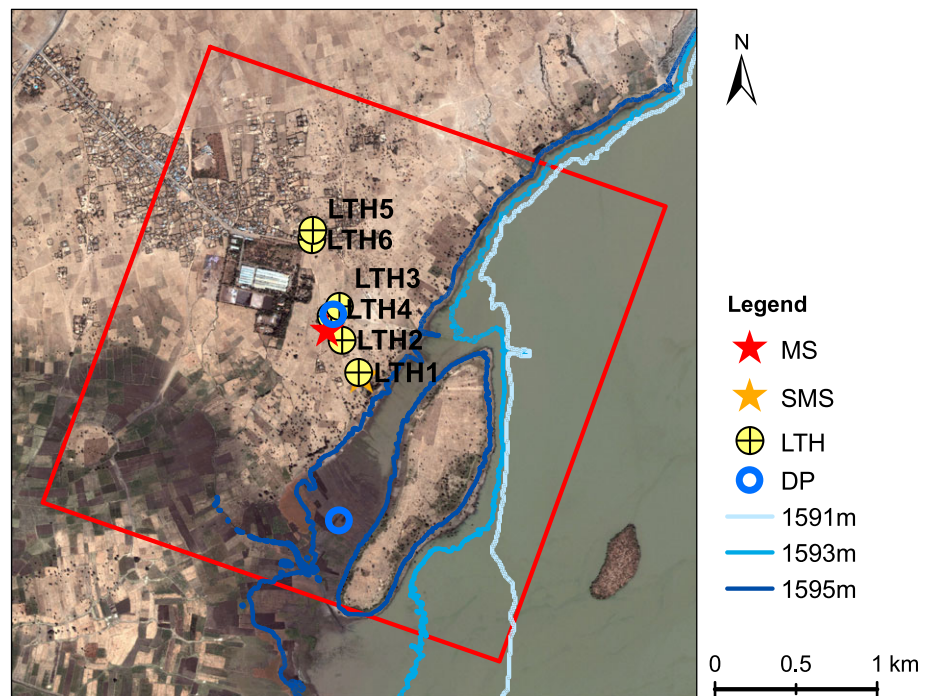 N
LTH5
LTH6
LTH3
LTH4
LTH2
LTH1
Legend
MS
SMS
LTH
DP
1591m
1593m
1595m
0 0.5 1 km